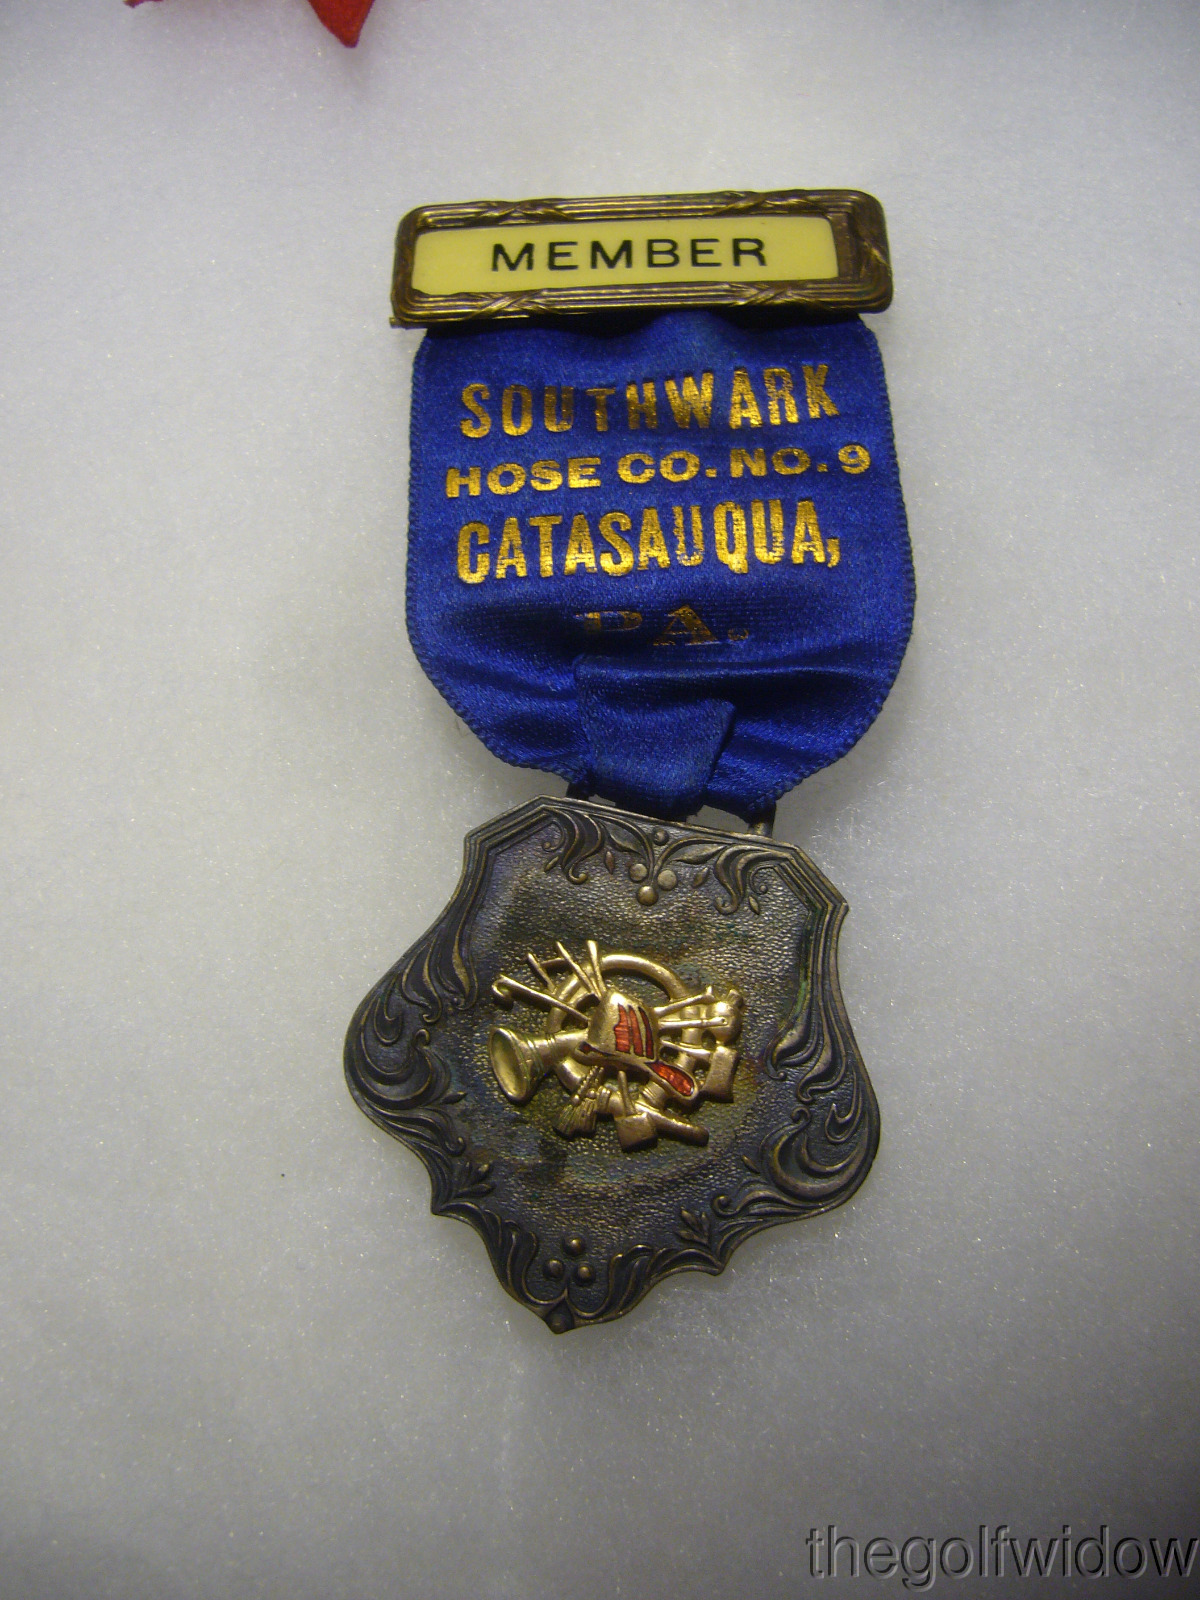 MEMBER
SOUTHWARK
HOSE CO. NO. 9
CATASAUQUA,
PA.
thegolfwidow